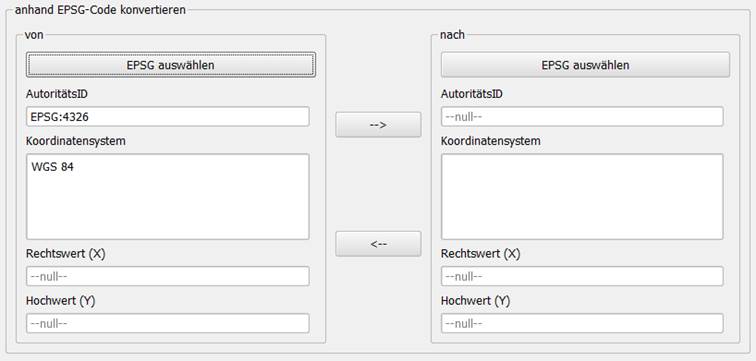 anhand EPSG-Code konvertieren
von
EPSG auswählen
AutoritätsID
EPSG:4326
Koordinatensystem
WGS 84
Rechtswert (X)
--null--
Hochwert (Y)
--null--
-->
<--
nach
EPSG auswählen
AutoritätsID
--null--
Koordinatensystem
Rechtswert (X)
--null--
Hochwert (Y)
--null--